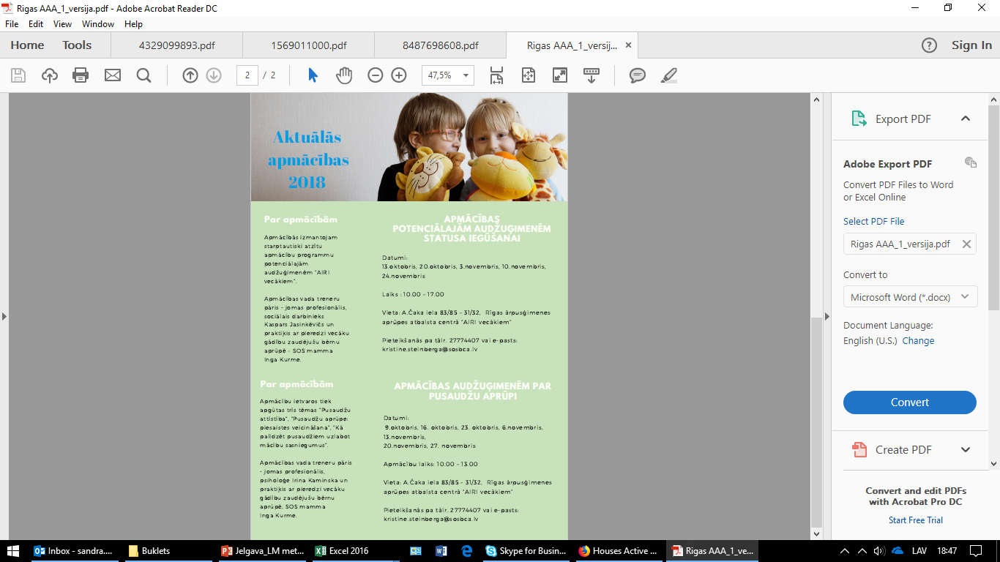 Rigas AAA_1_versija.pdf - Adobe Acrobat Reader DC
File Edit View Window Help
Home Tools 4329099893.pdf 1569011000.pdf 8487698608.pdf Rigas AAA_1_versij... × Sign In
2 / 2 47,5%
Aktuālās
apmācības
2018
Par apmācībām
Apmācībās izmantojam
starptautiski atzītu
apmācību programmu
potenciālajām
audžuģimenēm "AIRI
vecākiem".
Apmācības vada treneru
pāris - jomas profesionālis,
sociālais darbinieks
Kaspars Jasinkēvičs un
praktiķis ar pieredzi vecāku
gādību zaudējušu bērnu
aprūpē – SOS mamma
Inga Kurme.
APMĀCĪBAS
POTENCIĀLAJĀM AUDŽUĢIMENĒM
STATUSA IEGŪŠANAI
Datumi:
13.oktobris, 20.oktobris, 3.novembris, 10.novembris,
24.novembris
Laiks : 10.00 – 17.00
Vieta: A.Čaka iela 83/85 – 31/32, Rīgas ārpusģimenes
aprūpes atbalsta centrā "AIRI vecākiem"
Pieteikšanās pa tālr. 27774407 vai e-pasts:
kristine.steinberga@sosbca.lv
Par apmācībām
Apmācību ietvaros tiek
apgūtas trīs tēmas "Pusaudžu
attīstība", "Pusaudžu aprūpe:
piesaistes veicināšana", "Kā
palīdzēt pusaudžiem uzlabot
mācību sasniegumus".
Apmācības vada treneru pāris
- jomas profesionālis,
psiholoģe Irina Kaminska un
praktiķis ar pieredzi vecāku
gādību zaudējušu bērnu
aprūpē, SOS mamma
Inga Kurme.
APMĀCĪBAS AUDŽUĢIMENĒM PAR
PUSAUDŽU APRŪPI
Datumi:
9.oktobris, 16. oktobris, 23. oktobris, 6.novembris,
13.novembris,
20.novembris, 27. novembris
Apmācību laiks: 10.00 – 13.00
Vieta: A.Čaka iela 83/85 – 31/32, Rīgas ārpusģimenes
aprūpes atbalsta centrā "AIRI vecākiem"
Pieteikšanās pa tālr. 27774407 vai e-pasts:
kristine.steinberga@sosbca.lv
Export PDF
Adobe Export PDF
Convert PDF Files to Word
or Excel Online
Select PDF File
Rigas AAA_1_versija.pdf
Convert to
Microsoft Word (*.docx)
Document Language:
English (U.S.) Change
Convert
Create PDF
Convert and edit PDFs
with Acrobat Pro DC
Start Free Trial
Inbox - sandra.... Buklets Jelgava_LM met... Excel 2016 Skype for Busin... Houses Active ... Rigas AAA_1_ve... LAV 18:47